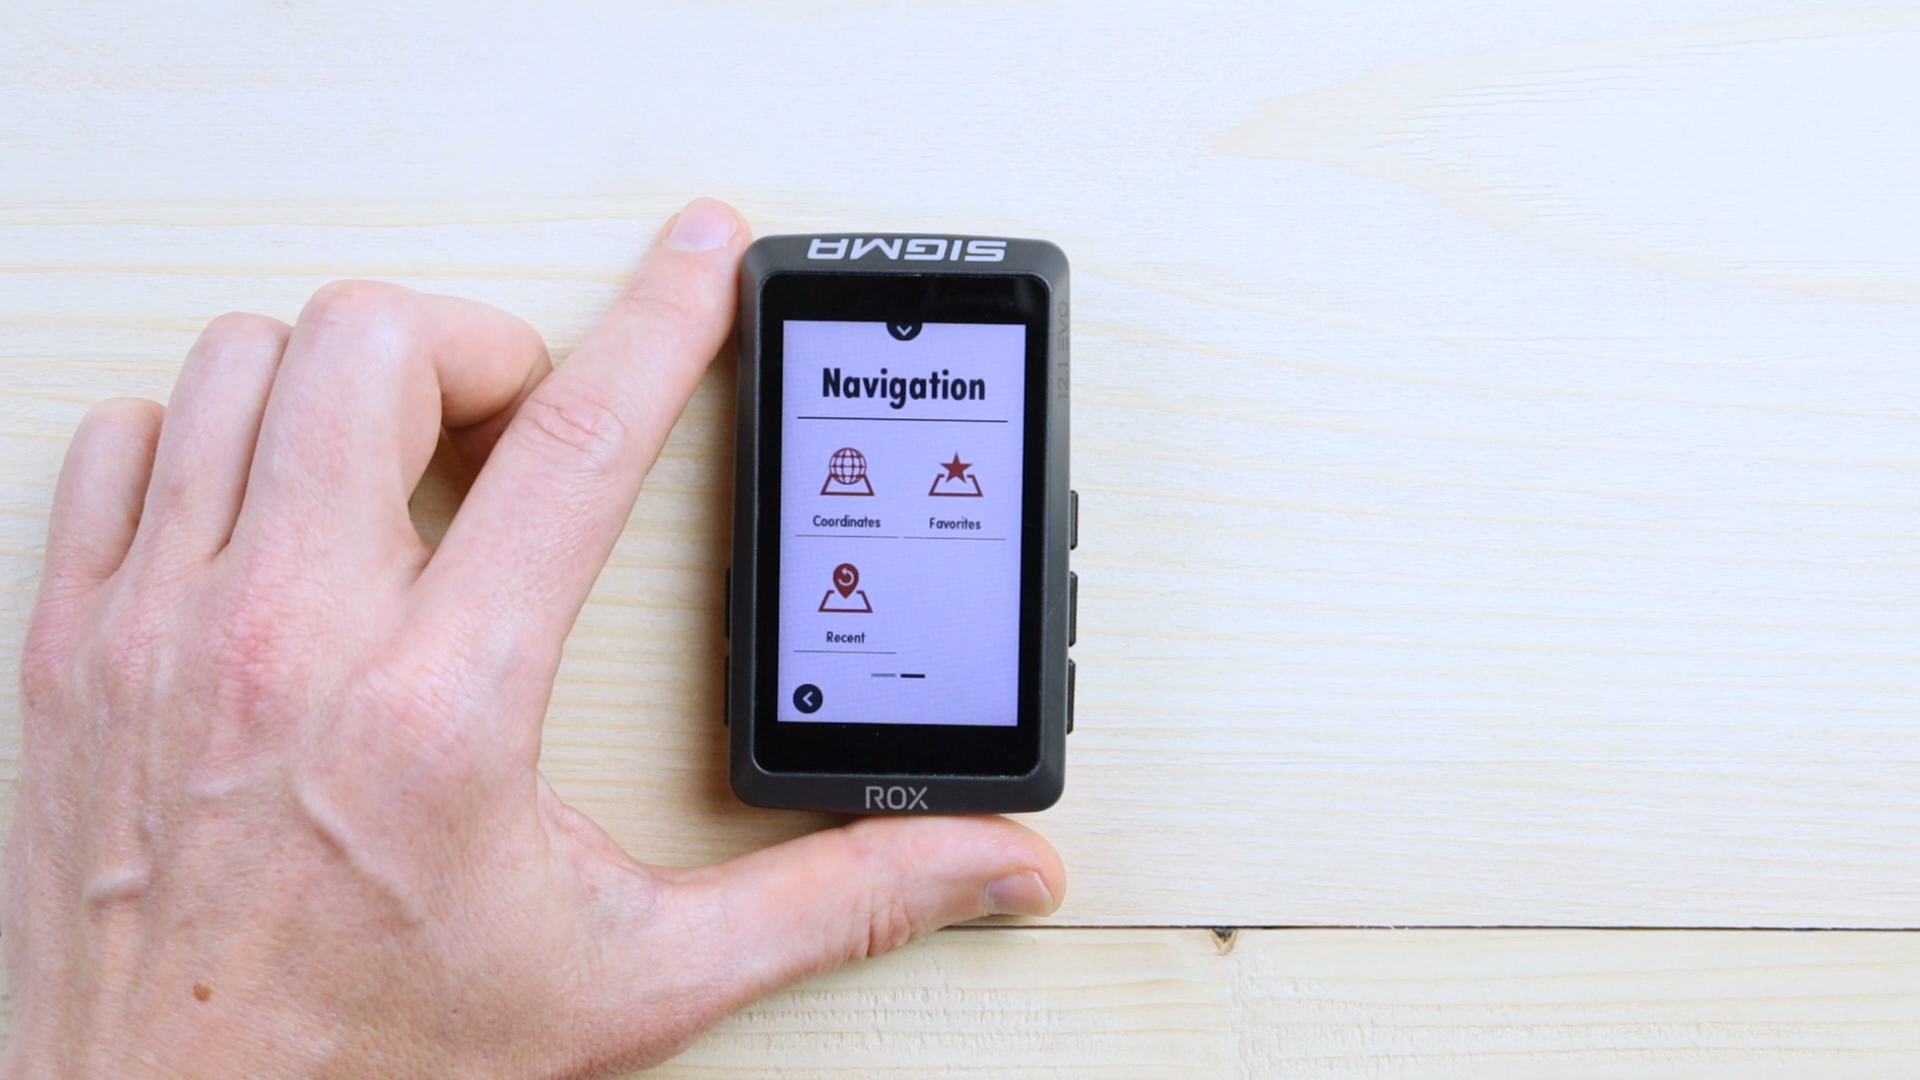 SIGMA
12.1 EVO
Navigation
Coordinates
Favorites
Recent
ROX